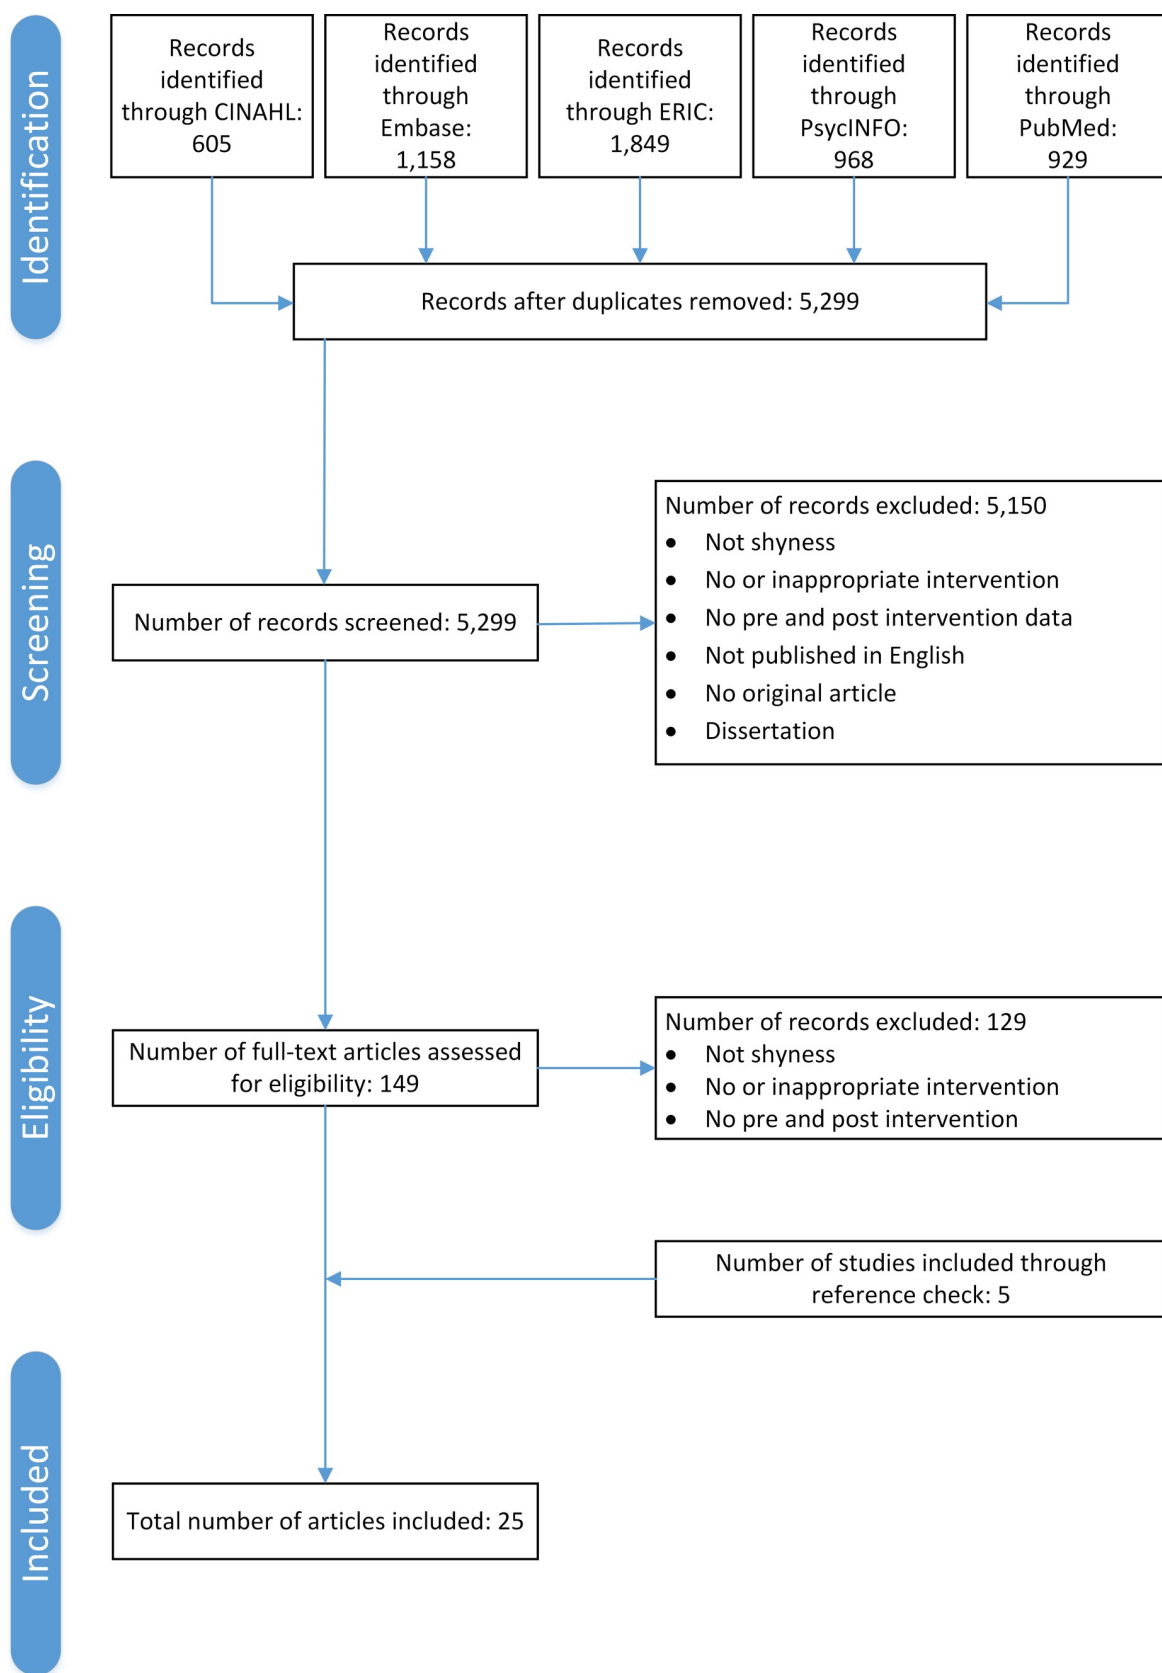 Identification
Records
identified
through CINAHL:
605
Records
identified
through
Embase:
1,158
Records
identified
through ERIC:
1,849
Records
identified
through
PsycINFO:
968
Records
identified
through
PubMed:
929
Records after duplicates removed: 5,299
Screening
Number of records screened: 5,299
Number of records excluded: 5,150
• Not shyness
• No or inappropriate intervention
• No pre and post intervention data
• Not published in English
• No original article
• Dissertation
Eligibility
Number of full-text articles assessed
for eligibility: 149
Number of records excluded: 129
• Not shyness
• No or inappropriate intervention
• No pre and post intervention
Number of studies included through
reference check: 5
Included
Total number of articles included: 25